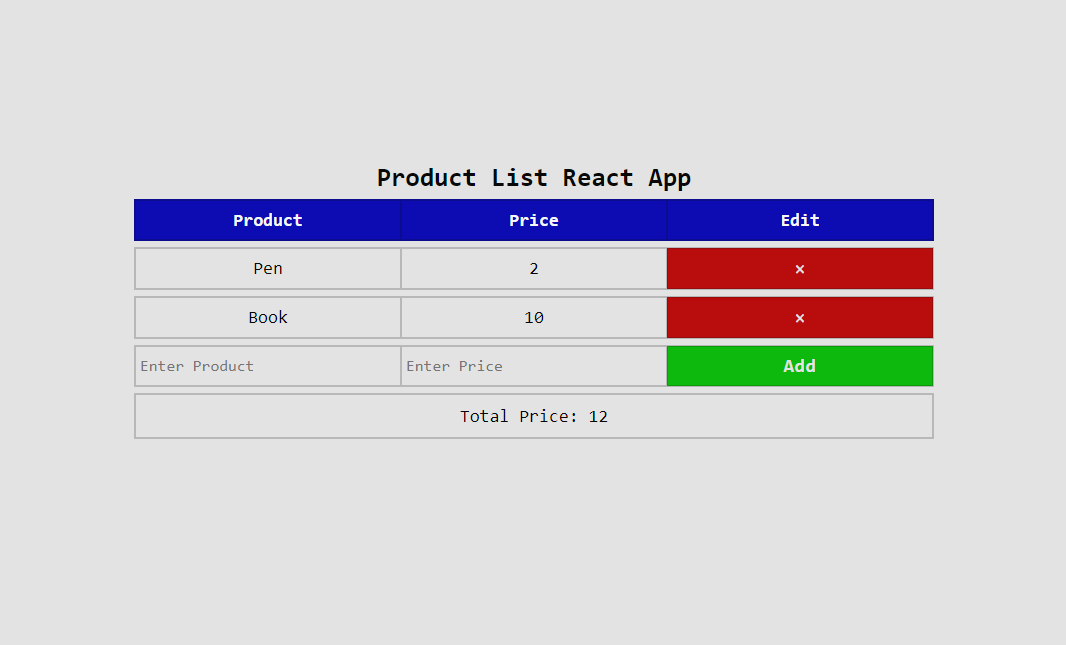 Product List React App
Product Price Edit
Pen 2 ×
Book 10 ×
Enter Product Enter Price Add
Total Price: 12